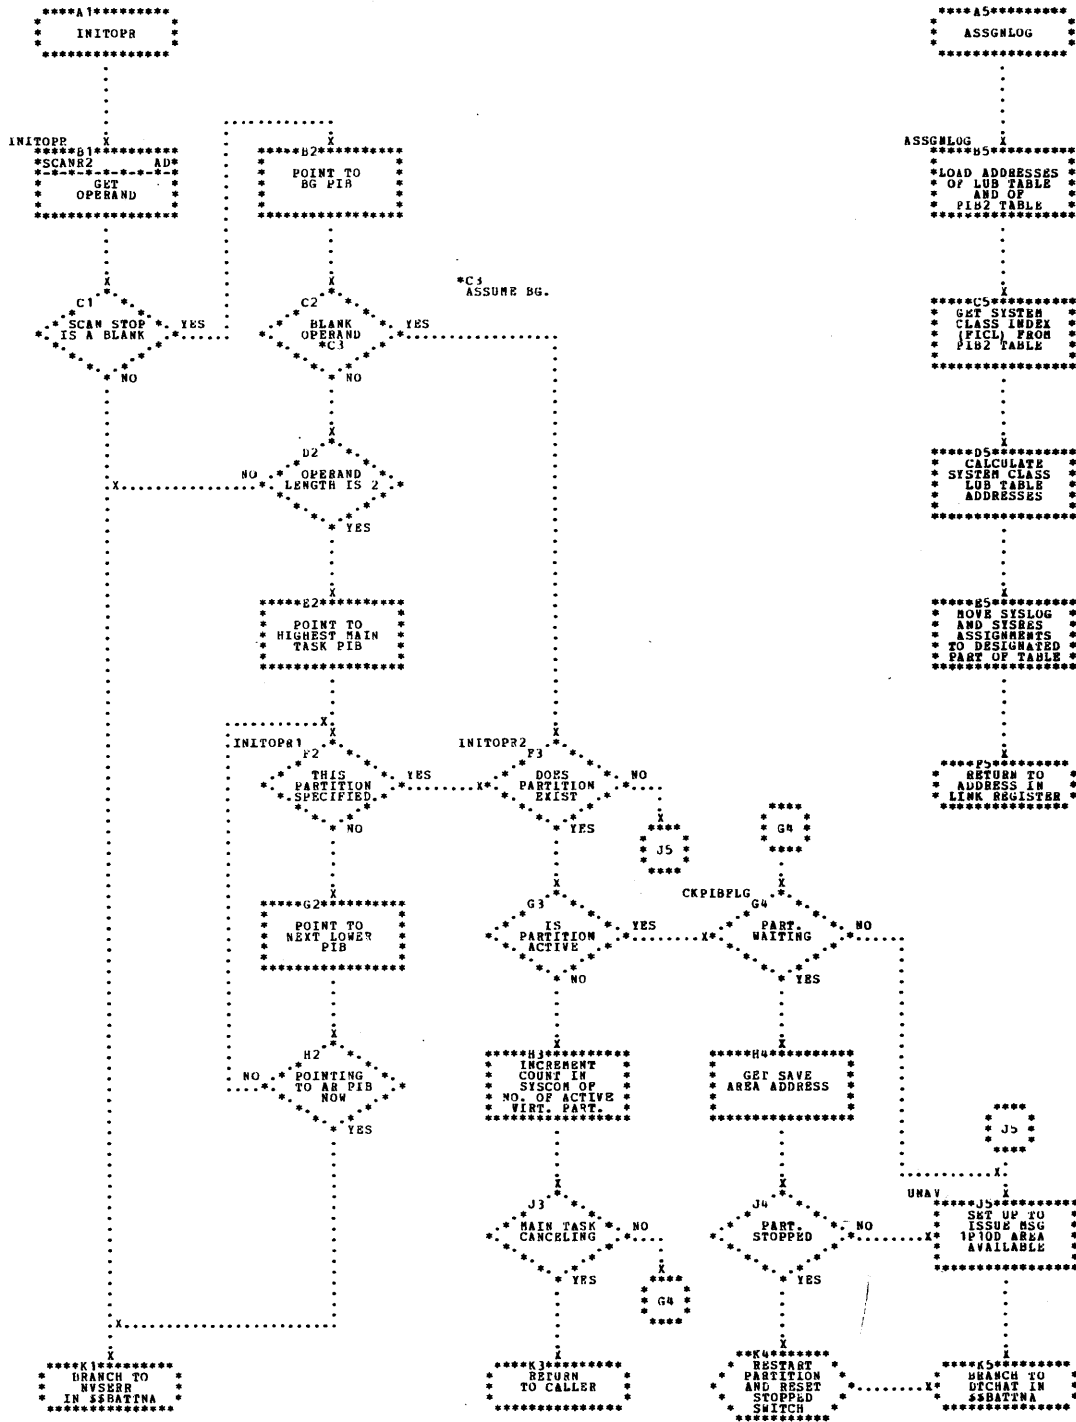 A1
INITOPR
A5
ASSGNLOG
INITOPR
B1
SCANR2 AD
GET
OPERAND
B2
POINT TO
BG PIB
ASSGNLOG
B5
LOAD ADDRESSES
OF LUB TABLE
AND OF
PIB2 TABLE
C1
SCAN STOP
IS A BLANK
YES
NO
C2
BLANK
OPERAND
*C3
YES
NO
*C3
ASSUME BG.
C5
GET SYSTEM
CLASS INDEX
(FICL) FROM
PIB2 TABLE
D2
OPERAND
LENGTH IS 2
NO
YES
D5
CALCULATE
SYSTEM CLASS
LUB TABLE
ADDRESSES
E2
POINT TO
HIGHEST MAIN
TASK PIB
E5
MOVE SYSLOG
AND SYSRES
ASSIGNMENTS
TO DESIGNATED
PART OF TABLE
INITOPR1
F2
THIS
PARTITION
SPECIFIED
YES
NO
INITOPR2
F3
DOES
PARTITION
EXIST
NO
YES
J5
G4
F5
RETURN TO
ADDRESS IN
LINK REGISTER
G2
POINT TO
NEXT LOWER
PIB
G3
IS
PARTITION
ACTIVE
YES
NO
CKPIBFLG
G4
PART.
WAITING
NO
YES
H2
POINTING
TO AR PIB
NOW
NO
YES
H3
INCREMENT
COUNT IN
SYSCOM OF
NO. OF ACTIVE
VIRT. PART.
H4
GET SAVE
AREA ADDRESS
J5
J3
MAIN TASK
CANCELING
NO
YES
G4
J4
PART.
STOPPED
NO
YES
UNAV
J5
SET UP TO
ISSUE MSG
1P10D AREA
AVAILABLE
K1
BRANCH TO
NVSERR
IN $$BATTNA
K3
RETURN
TO CALLER
K4
RESTART
PARTITION
AND RESET
STOPPED
SWITCH
K5
BRANCH TO
DTCHAT IN
$$BATTNA